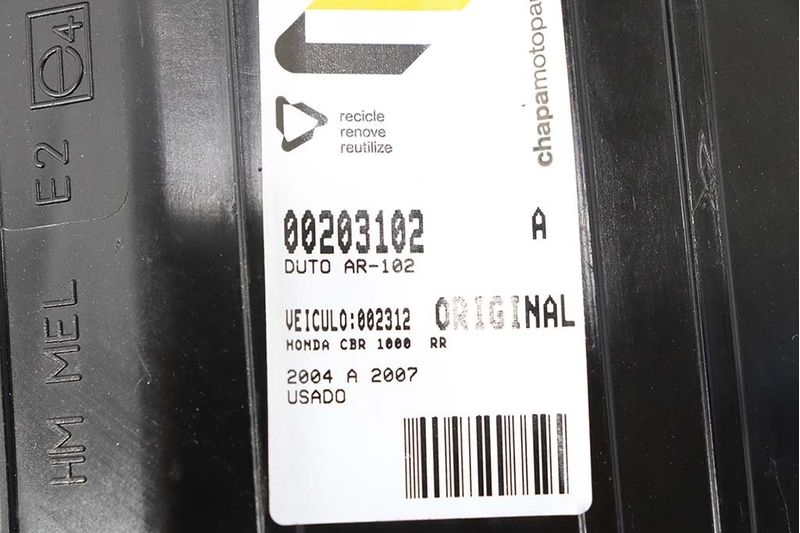 e4
E2
HM MEL
recicle
renove
reutilize
chapamotopa
00203102 A
DUTO AR-102
VEICULO:002312 ORIGINAL
HONDA CBR 1000 RR
2004 A 2007
USADO